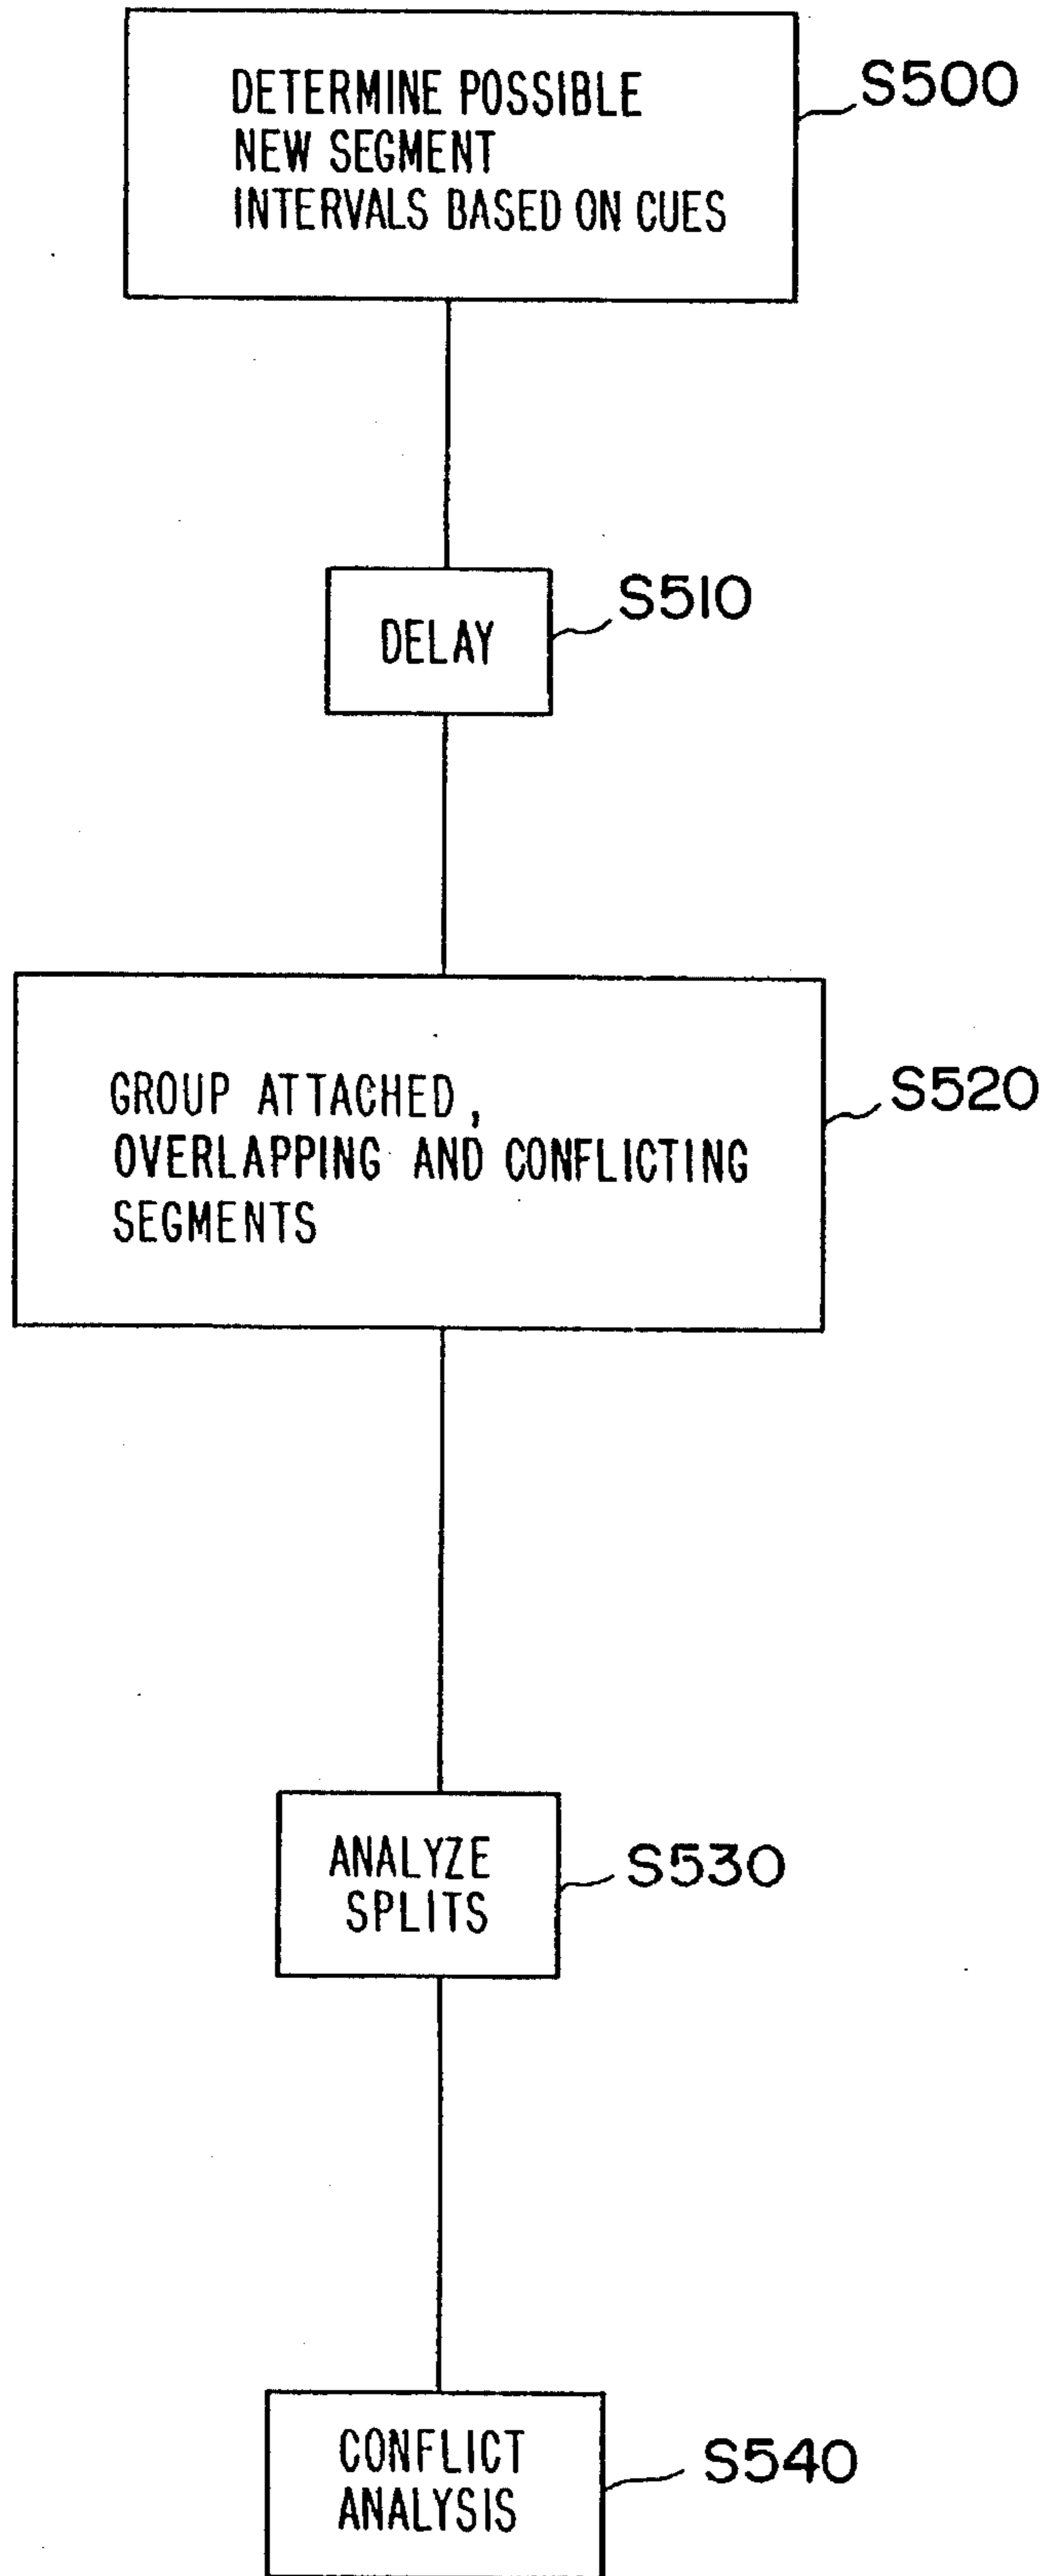 DETERMINE POSSIBLE
NEW SEGMENT
INTERVALS BASED ON CUES
S500
DELAY
S510
GROUP ATTACHED,
OVERLAPPING AND CONFLICTING
SEGMENTS
S520
ANALYZE
SPLITS
S530
CONFLICT
ANALYSIS
S540